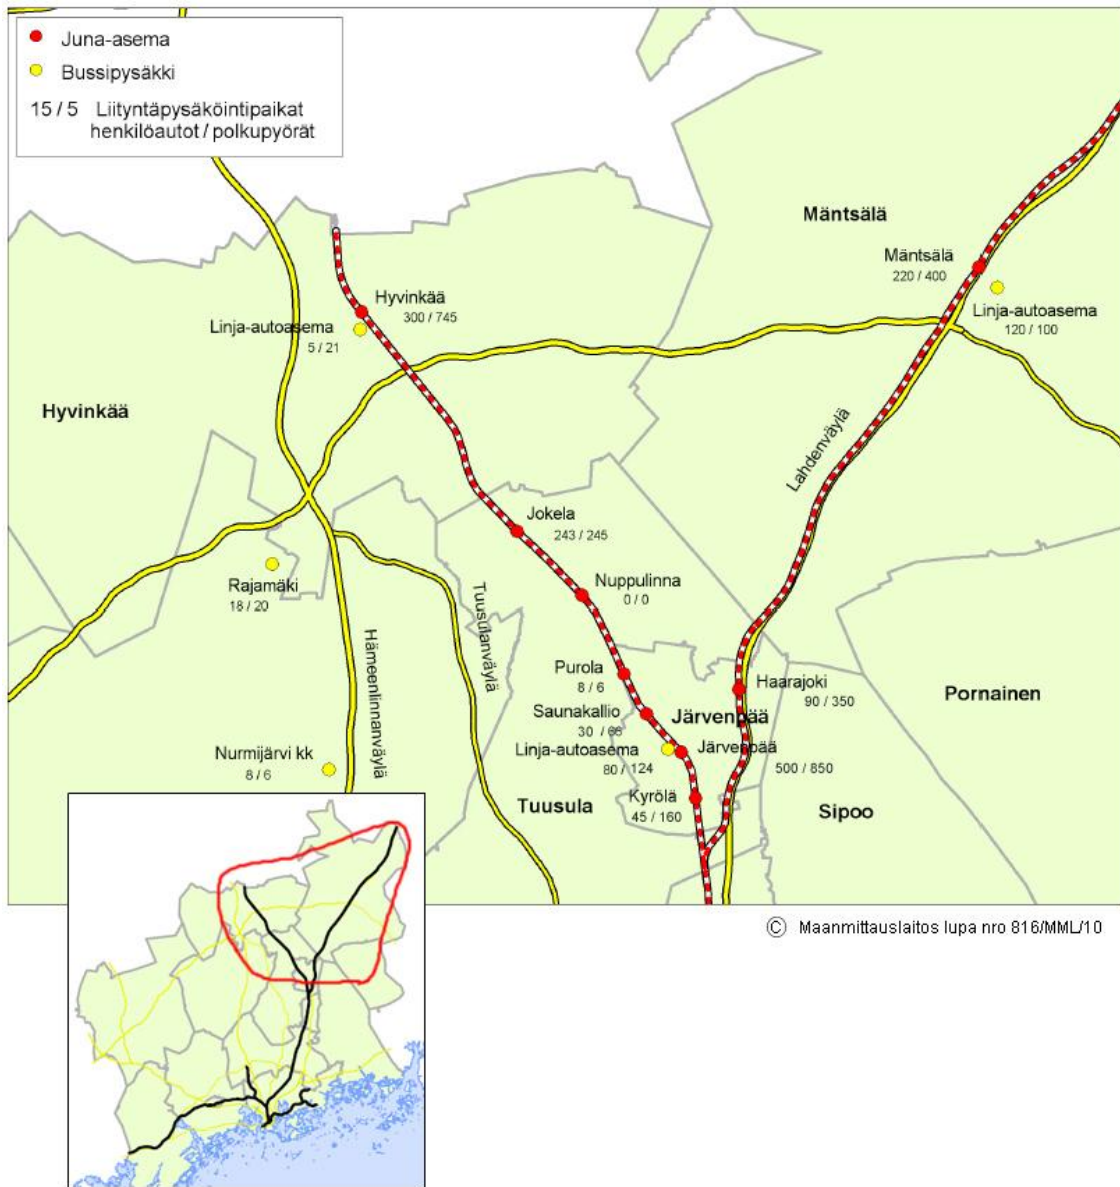 Juna-asema
Bussipysäkki
15 / 5 Liityntäpysäköintipaikat
henkilöautot / polkupyörät
Mäntsälä
Mäntsälä
220 / 400
Linja-autoasema
120 / 100
Hyvinkää
300 / 745
Linja-autoasema
5 / 21
Hyvinkää
Lahdenväylä
Jokela
243 / 245
Nuppulinna
0 / 0
Rajamäki
18 / 20
Tuusulanväylä
Hämeenlinnanväylä
Purola
8 / 6
Haarajoki
90 / 350
Pornainen
Saunakallio
30 / 65
Järvenpää
Linja-autoasema
80 / 124
Järvenpää
500 / 850
Nurmijärvi kk
8 / 6
Kyrölä
45 / 160
Tuusula
Sipoo
© Maanmittauslaitos lupa nro 816/MML/10